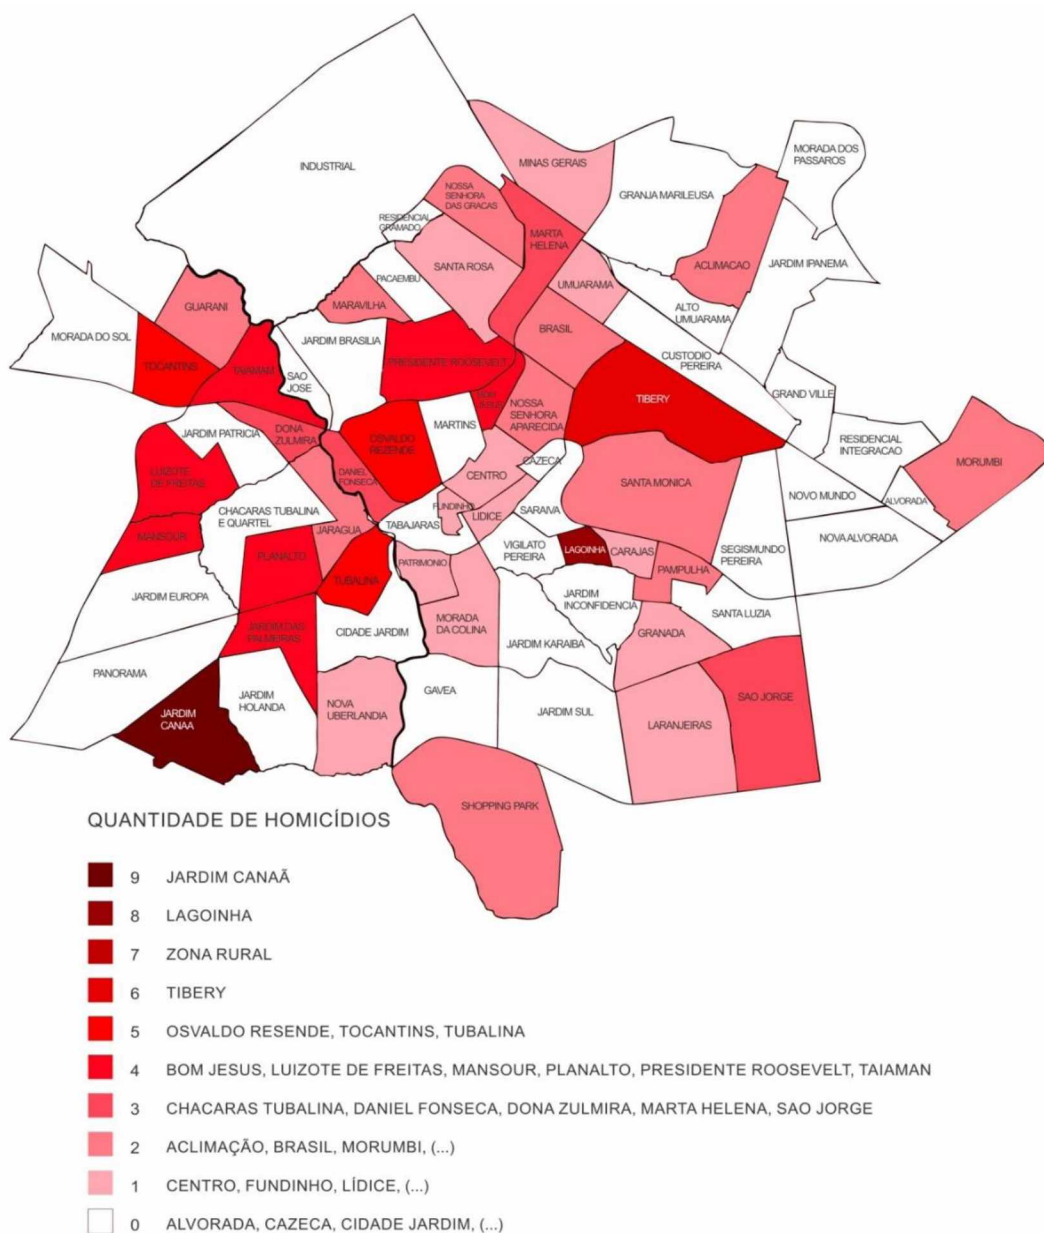 INDUSTRIAL
MINAS GERAIS
MORADA DOS
PASSAROS
NOSSA
SENHORA
DAS GRACAS
GRANJA MARILEUSA
RESIDENCIAL
GRAMADO
MARTA
HELENA
SANTA ROSA
ACLIMACAO
JARDIM IPANEMA
PACAEMBU
UMUARAMA
GUARANI
MARAVILHA
ALTO
UMUARAMA
MORADA DO SOL
JARDIM BRASILIA
BRASIL
TOCANTINS
TAIAMAM
SAO
JOSE
PRESIDENTE ROOSEVELT
CUSTODIO
PEREIRA
BOM
JESUS
TIBERY
GRAND VILLE
NOSSA
SENHORA
APARECIDA
JARDIM PATRICIA
DONA
ZULMIRA
OSVALDO
REZENDE
MARTINS
RESIDENCIAL
INTEGRACAO
LUIZOTE
DE FREITAS
DANIEL
FONSECA
CENTRO
CAZECA
MORUMBI
SANTA MONICA
NOVO MUNDO
ALVORADA
CHACARAS TUBALINA
E QUARTEL
FUNDINHO
LIDICE
SARAIVA
TABAJARAS
MANSOUR
JARAGUA
NOVA ALVORADA
PLANALTO
VIGILATO
PEREIRA
LAGOINHA
CARAJAS
SEGISMUNDO
PEREIRA
PATRIMONIO
PAMPULHA
TUBALINA
JARDIM EUROPA
JARDIM
INCONFIDENCIA
SANTA LUZIA
JARDIM DAS
PALMEIRAS
CIDADE JARDIM
MORADA
DA COLINA
JARDIM KARAIBA
GRANADA
PANORAMA
JARDIM
HOLANDA
NOVA
UBERLANDIA
GAVEA
SAO JORGE
JARDIM
CANAA
JARDIM SUL
LARANJEIRAS
SHOPPING PARK
QUANTIDADE DE HOMICÍDIOS
9 JARDIM CANAÃ
8 LAGOINHA
7 ZONA RURAL
6 TIBERY
5 OSVALDO RESENDE, TOCANTINS, TUBALINA
4 BOM JESUS, LUIZOTE DE FREITAS, MANSOUR, PLANALTO, PRESIDENTE ROOSEVELT, TAIAMAN
3 CHACARAS TUBALINA, DANIEL FONSECA, DONA ZULMIRA, MARTA HELENA, SAO JORGE
2 ACLIMAÇÃO, BRASIL, MORUMBI, (...)
1 CENTRO, FUNDINHO, LÍDICE, (...)
0 ALVORADA, CAZECA, CIDADE JARDIM, (...)